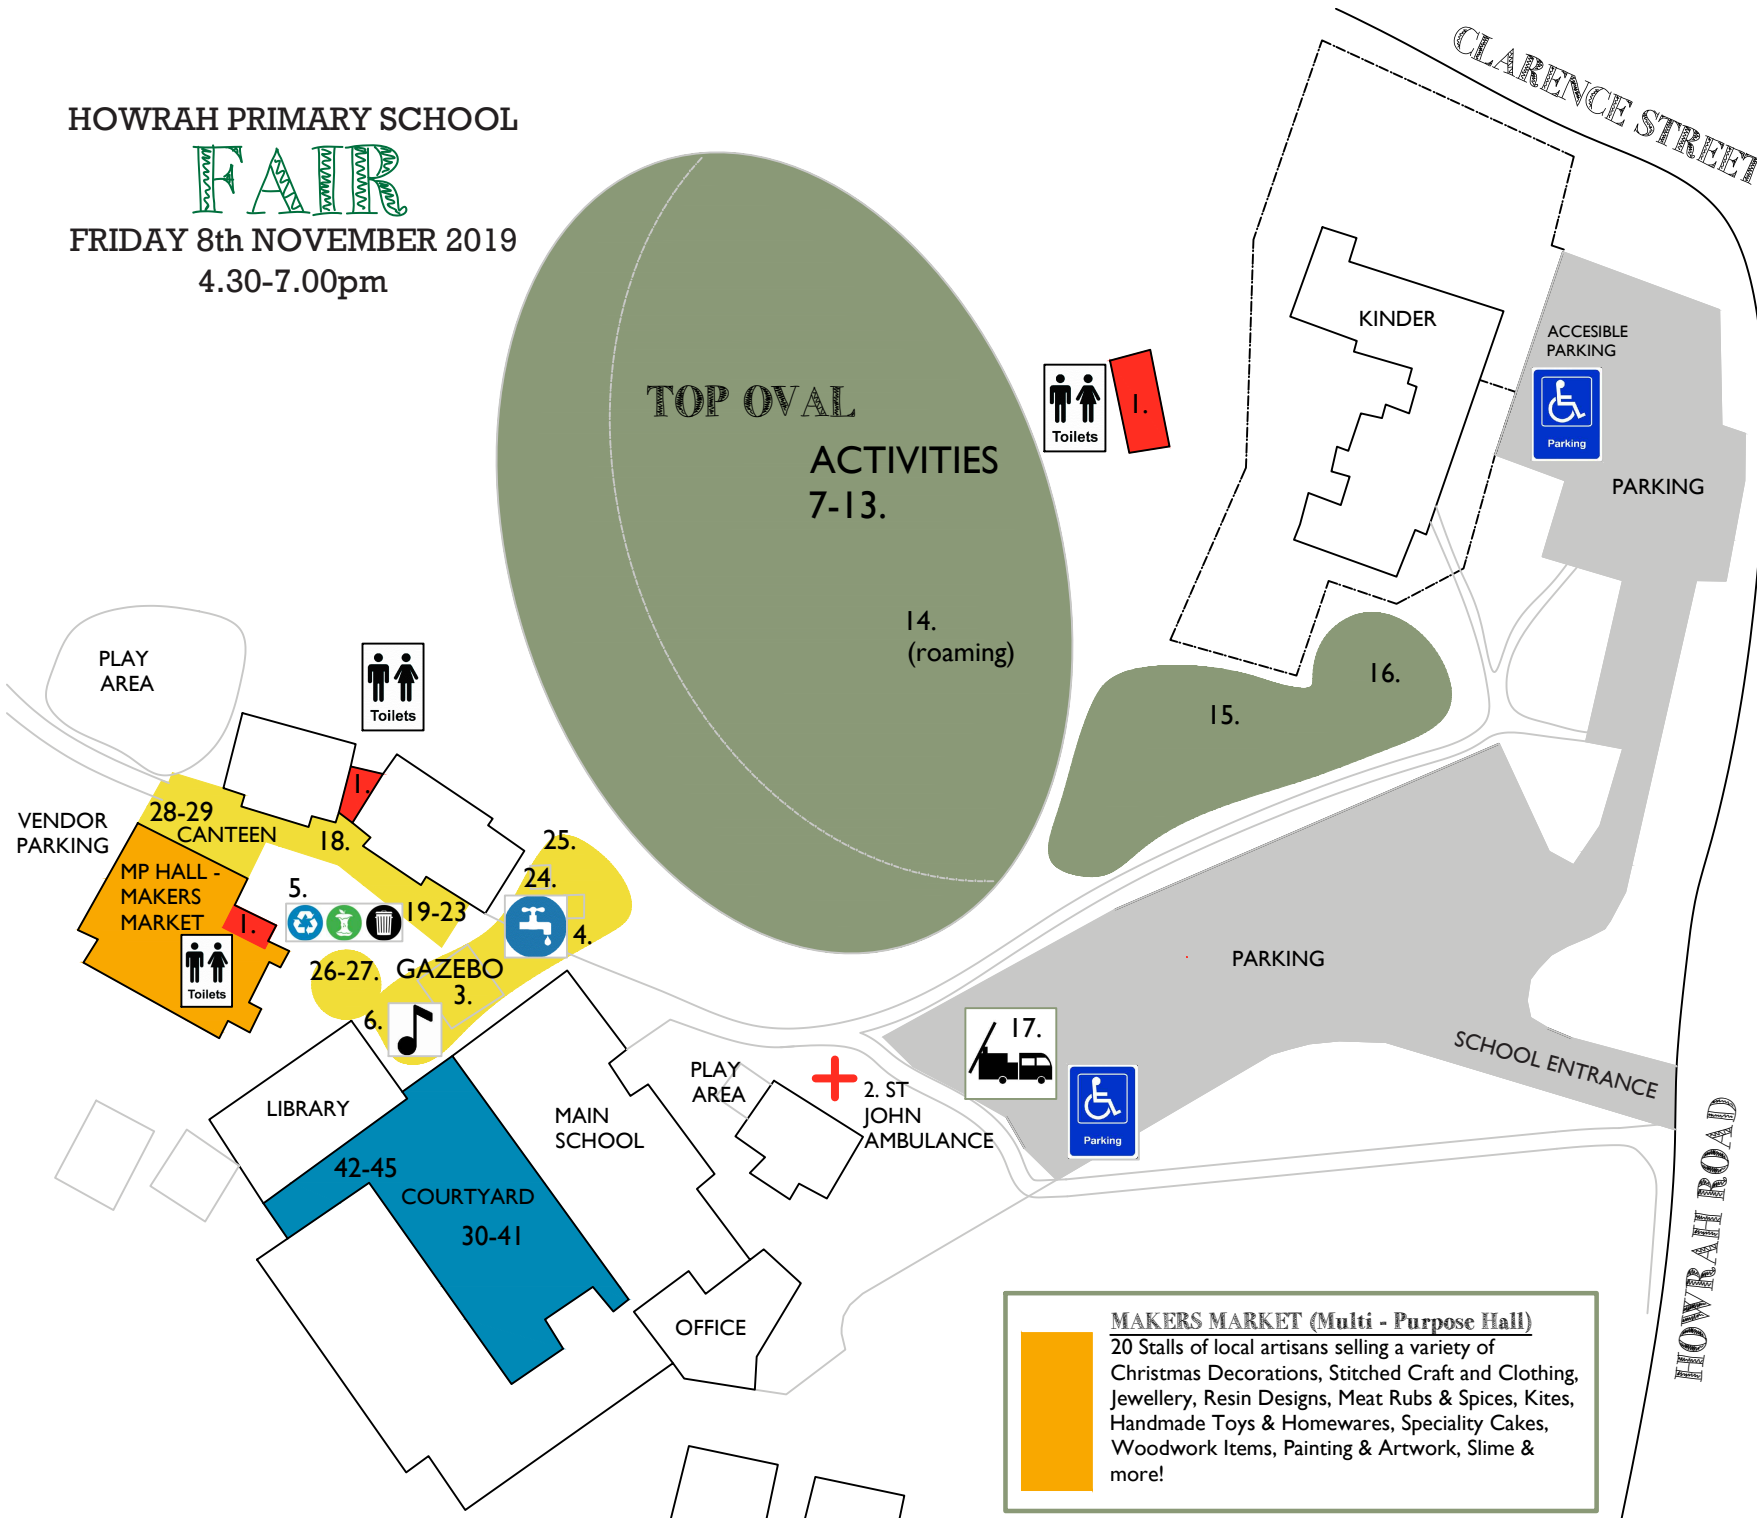 HOWRAH PRIMARY SCHOOL
FAIR
FRIDAY 8th NOVEMBER 2019
4.30-7.00pm
CLARENCE STREET
KINDER
ACCESIBLE
PARKING
Parking
PARKING
TOP OVAL
ACTIVITIES
7-13.
Toilets
1.
14.
(roaming)
16.
15.
PLAY
AREA
Toilets
1.
28-29
CANTEEN
18.
VENDOR
PARKING
MP HALL -
MAKERS
MARKET
1.
Toilets
5.
19-23
25.
24.
4.
26-27.
GAZEBO
3.
6.
PARKING
17.
Parking
SCHOOL ENTRANCE
HOWRAH ROAD
PLAY
AREA
2. ST
JOHN
AMBULANCE
LIBRARY
MAIN
SCHOOL
42-45
COURTYARD
30-41
OFFICE
MAKERS MARKET (Multi - Purpose Hall)
20 Stalls of local artisans selling a variety of
Christmas Decorations, Stitched Craft and Clothing,
Jewellery, Resin Designs, Meat Rubs & Spices, Kites,
Handmade Toys & Homewares, Speciality Cakes,
Woodwork Items, Painting & Artwork, Slime &
more!